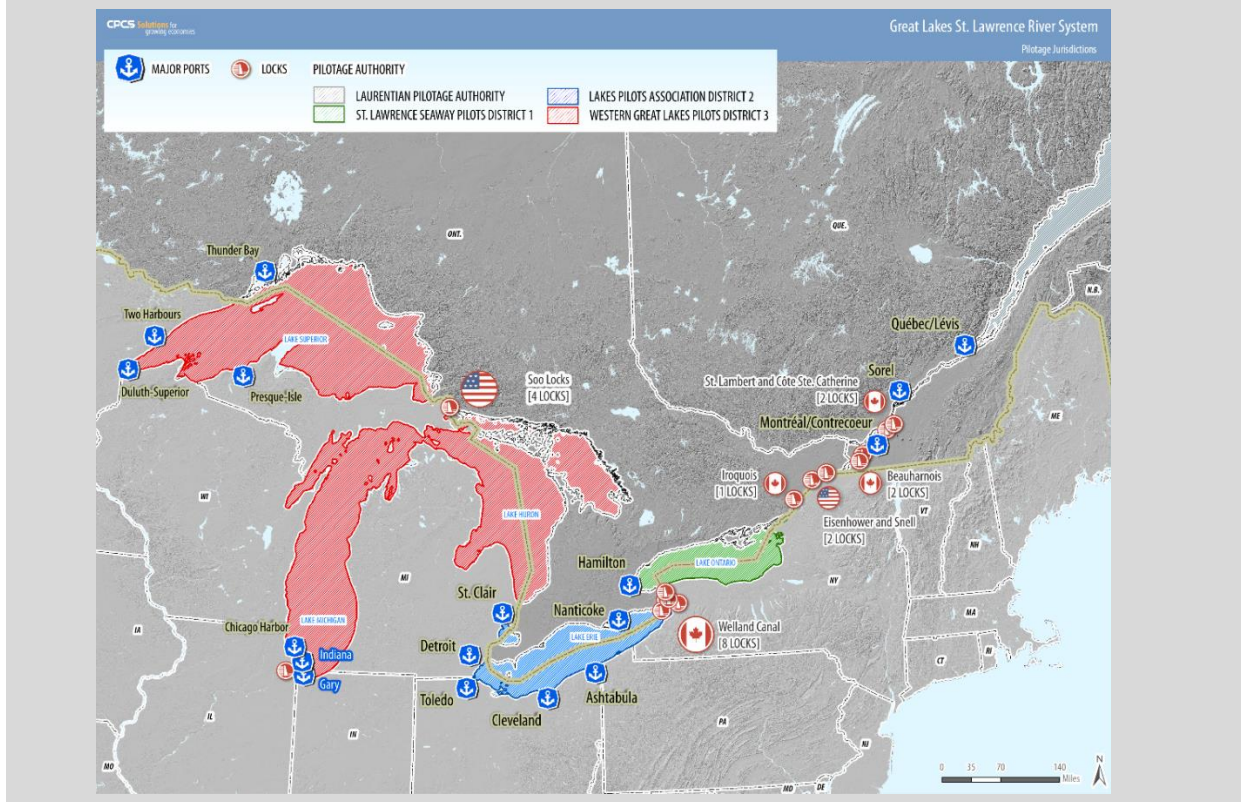 CPCS Solutions for
growing economies
Great Lakes St. Lawrence River System
Pilotage Jurisdictions
MAJOR PORTS
LOCKS
PILOTAGE AUTHORITY
LAURENTIAN PILOTAGE AUTHORITY
LAKES PILOTS ASSOCIATION DISTRICT 2
ST. LAWRENCE SEAWAY PILOTS DISTRICT 1
WESTERN GREAT LAKES PILOTS DISTRICT 3
ONT.
QUE.
N.B.
Thunder Bay
Two Harbours
LAKE SUPERIOR
Duluth-Superior
Presque-Isle
Soo Locks
[4 LOCKS]
Québec/Lévis
Sorel
St. Lambert and Côte Ste. Catherine
[2 LOCKS]
Montréal/Contrecoeur
ME
WI
Iroquois
[1 LOCKS]
Beauharnois
[2 LOCKS]
VT
Eisenhower and Snell
[2 LOCKS]
NH
LAKE HURON
LAKE ONTARIO
Hamilton
MI
NY
St. Clair
Nanticoke
MA
LAKE MICHIGAN
Chicago Harbor
LAKE ERIE
Welland Canal
[8 LOCKS]
IA
Indiana
Detroit
CT
RI
Gary
Toledo
Ashtabula
Cleveland
IL
IN
PA
NJ
MO
MD
DE
0 35 70 140
Miles
N